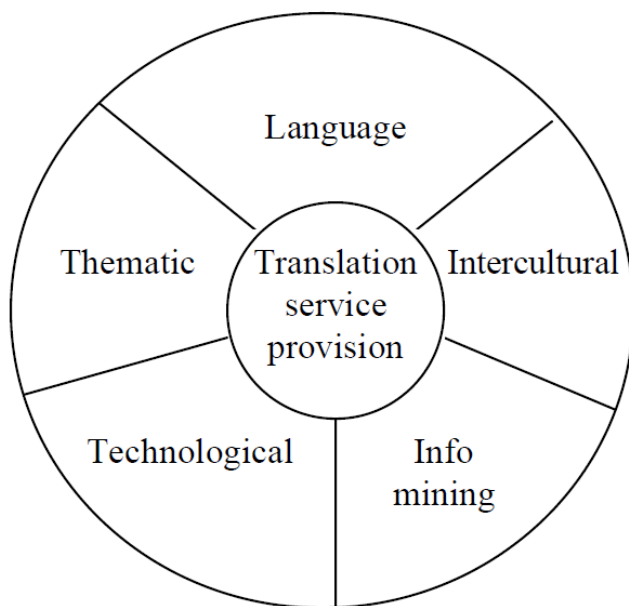 Language
Thematic
Translation
service
provision
Intercultural
Technological
Info
mining